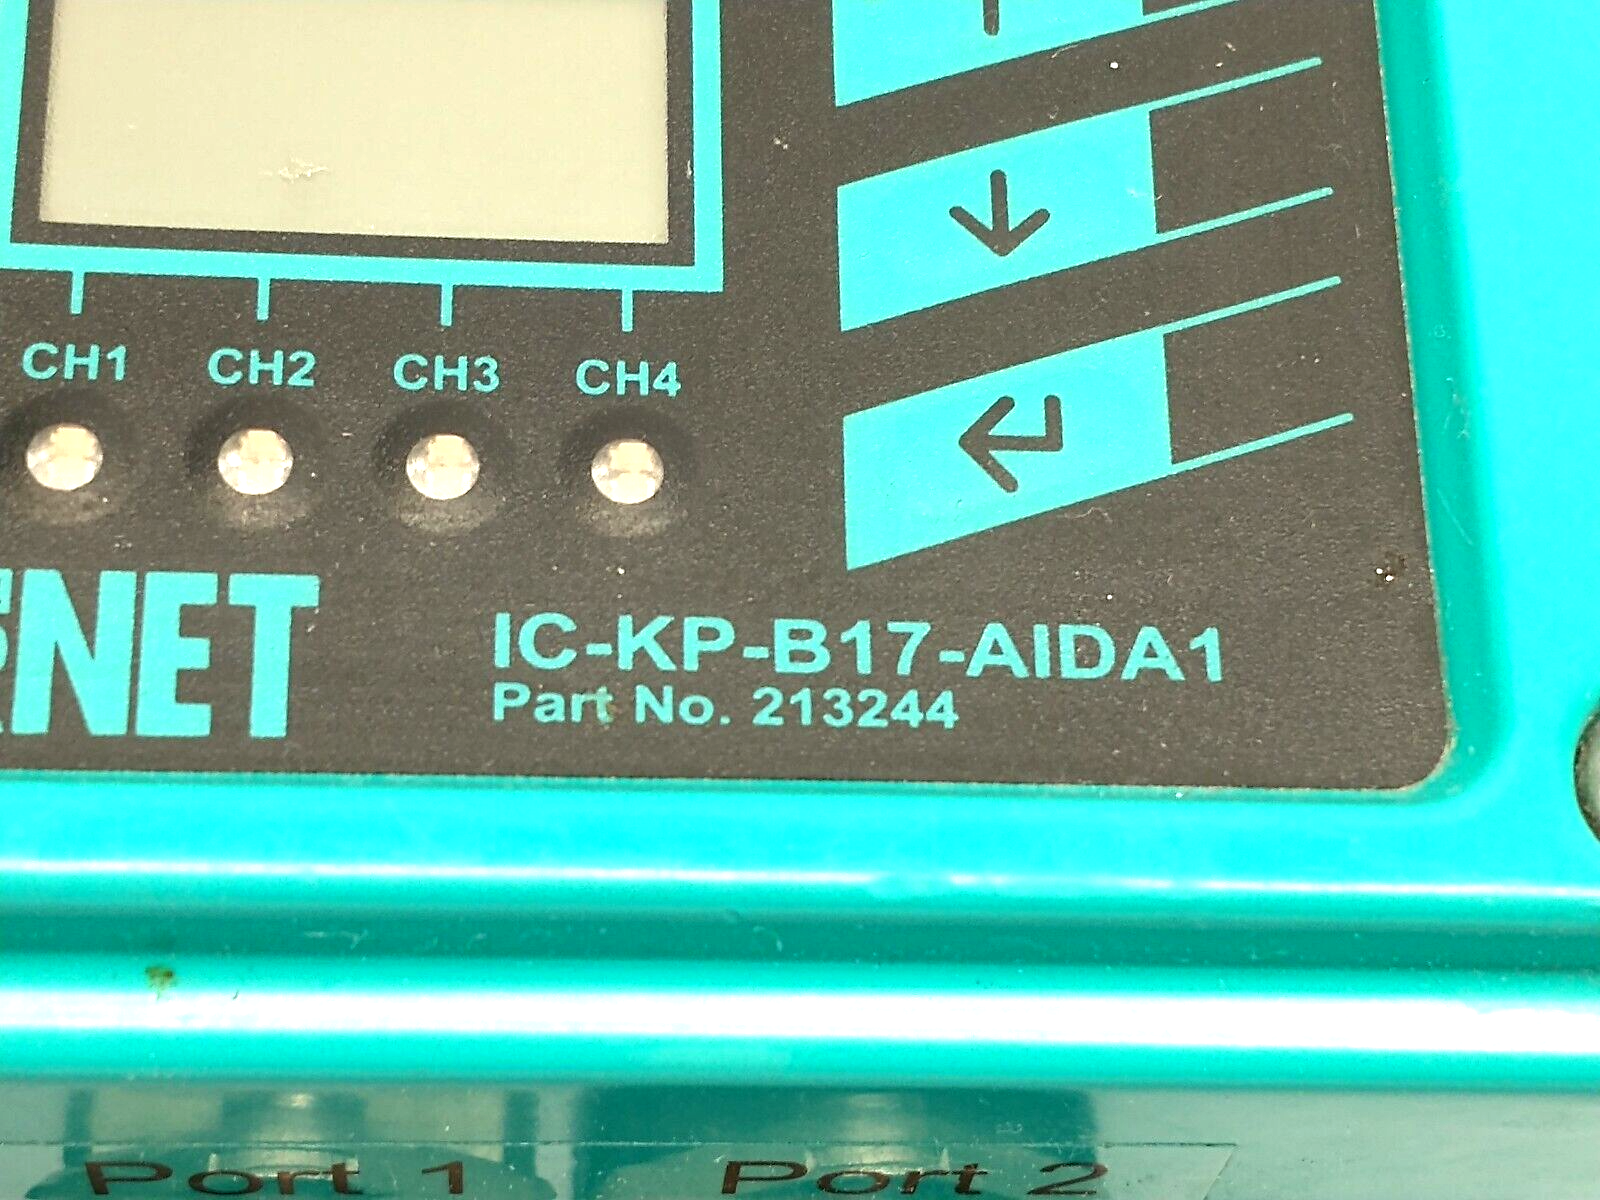 CH1 CH2 CH3 CH4
NET
IC-KP-B17-AIDA1
Part No. 213244
Port 1 Port 2